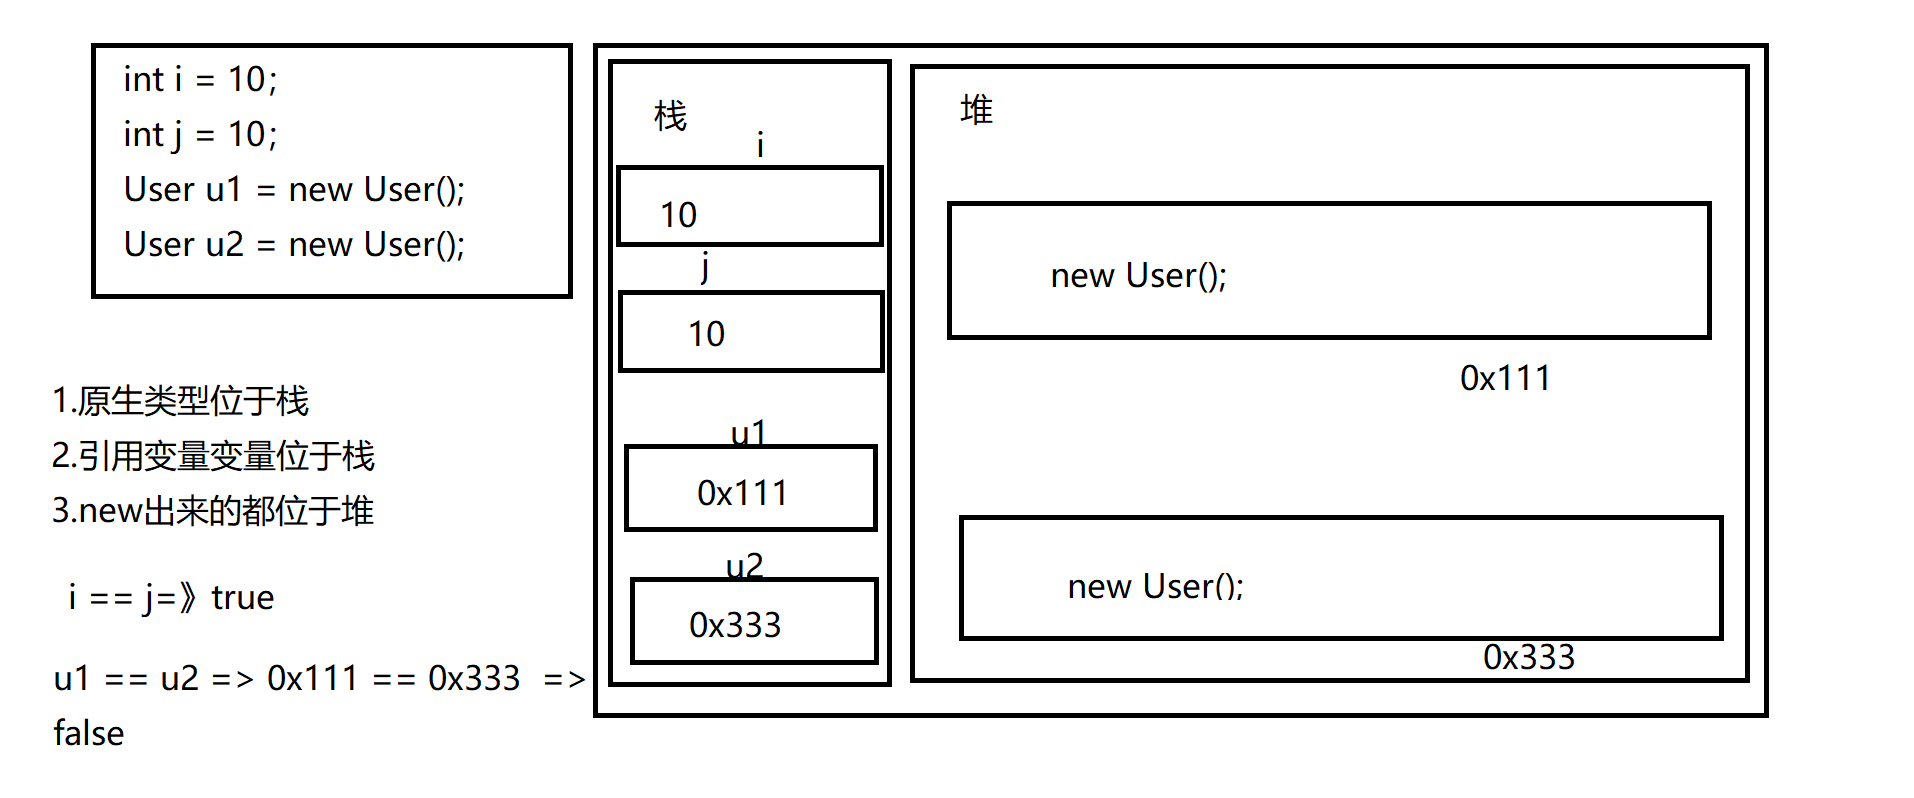 int i = 10;
int j = 10;
User u1 = new User();
User u2 = new User();
1.原生类型位于栈
2.引用变量变量位于栈
3.new出来的都位于堆
i == j=》true
u1 == u2 => 0x111 == 0x333  =>
false
栈
i
10
j
10
u1
0x111
u2
0x333
堆
new User();
0x111
new User();
0x333